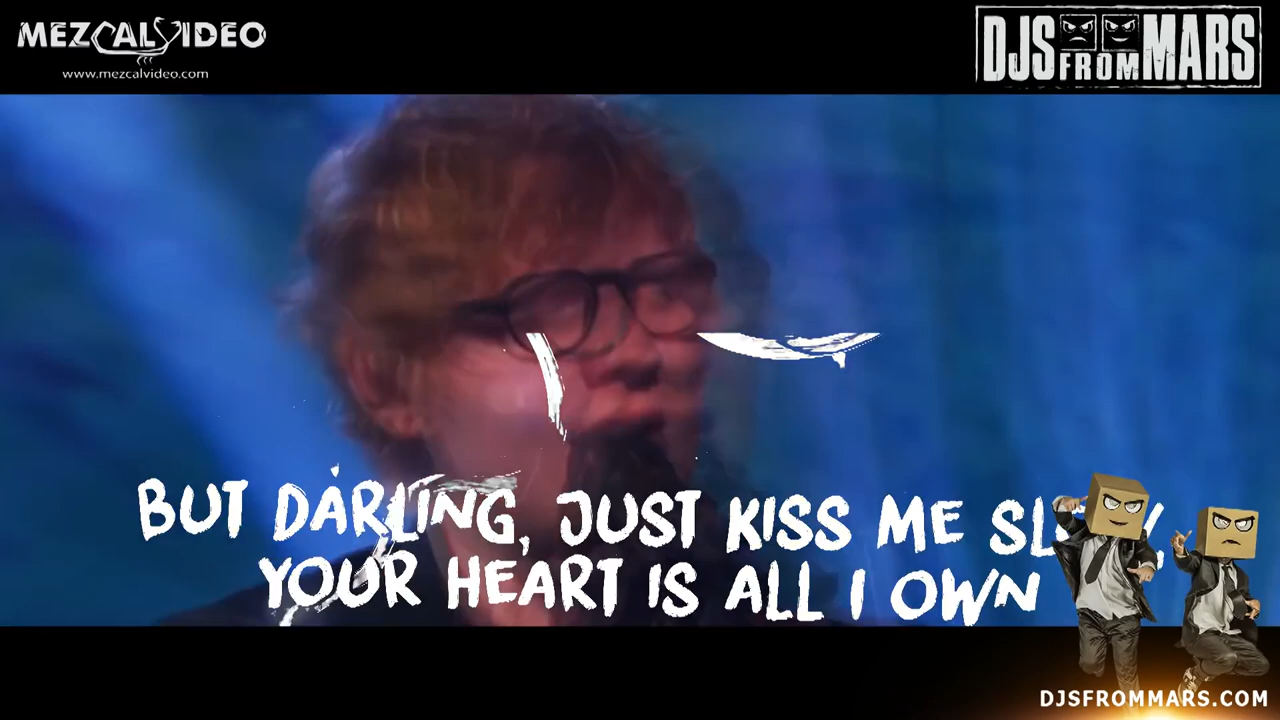 MEZCALVIDEO
www.mezcalvideo.com
DJS FROM MARS
BUT DARLING, JUST KISS ME
YOUR HEART IS ALL I OWN
DJSFROMMARS.COM